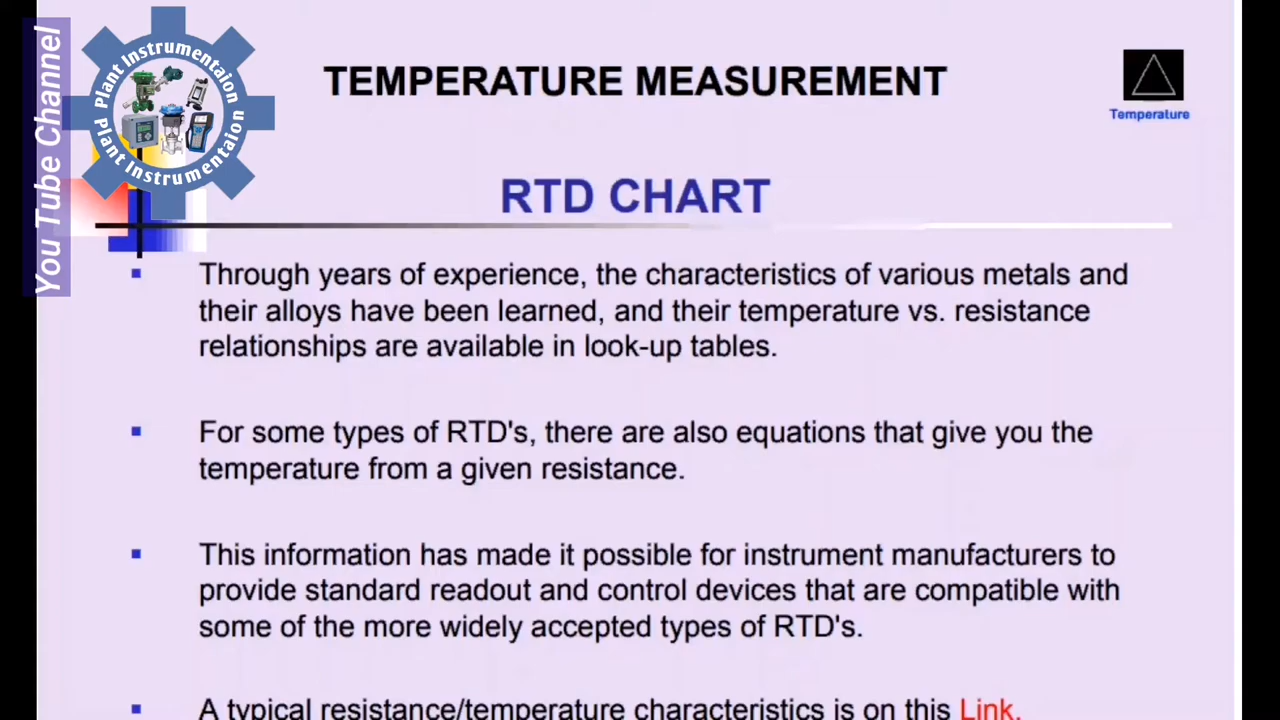 You Tube Channel
Plant Instrumentaion
Plant Instrumentaion
TEMPERATURE MEASUREMENT
Temperature
RTD CHART
Through years of experience, the characteristics of various metals and
their alloys have been learned, and their temperature vs. resistance
relationships are available in look-up tables.
For some types of RTD's, there are also equations that give you the
temperature from a given resistance.
This information has made it possible for instrument manufacturers to
provide standard readout and control devices that are compatible with
some of the more widely accepted types of RTD's.
A typical resistance/temperature characteristics is on this Link.